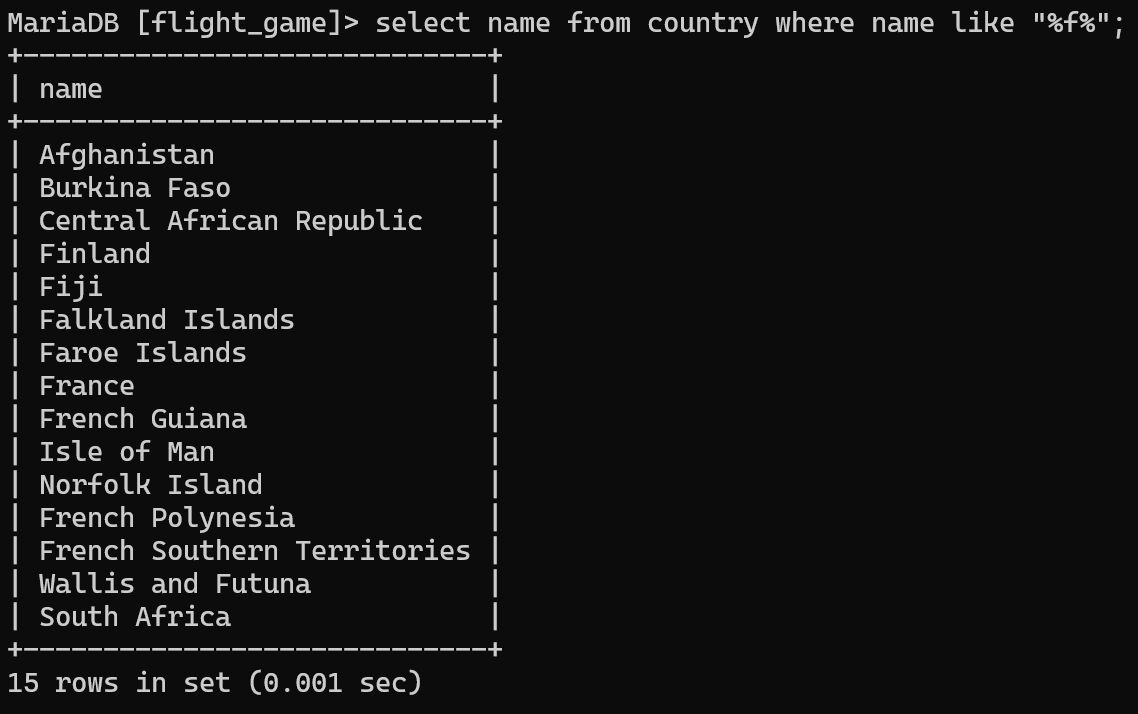 MariaDB [flight_game]> select name from country where name like "%f%";
+-----------------------------+
| name                        |
+-----------------------------+
| Afghanistan                 |
| Burkina Faso                |
| Central African Republic    |
| Finland                     |
| Fiji                        |
| Falkland Islands            |
| Faroe Islands               |
| France                      |
| French Guiana               |
| Isle of Man                 |
| Norfolk Island              |
| French Polynesia            |
| French Southern Territories |
| Wallis and Futuna           |
| South Africa                |
+-----------------------------+
15 rows in set (0.001 sec)